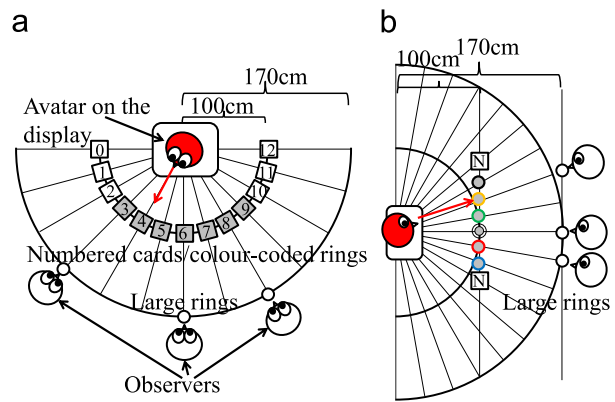 a
170cm
100cm
Avatar on the
display
0
1
2
3
4
5
6
7
8
9
10
11
12
Numbered cards/colour-coded rings
Large rings
Observers
b
170cm
100cm
N
N
Large rings